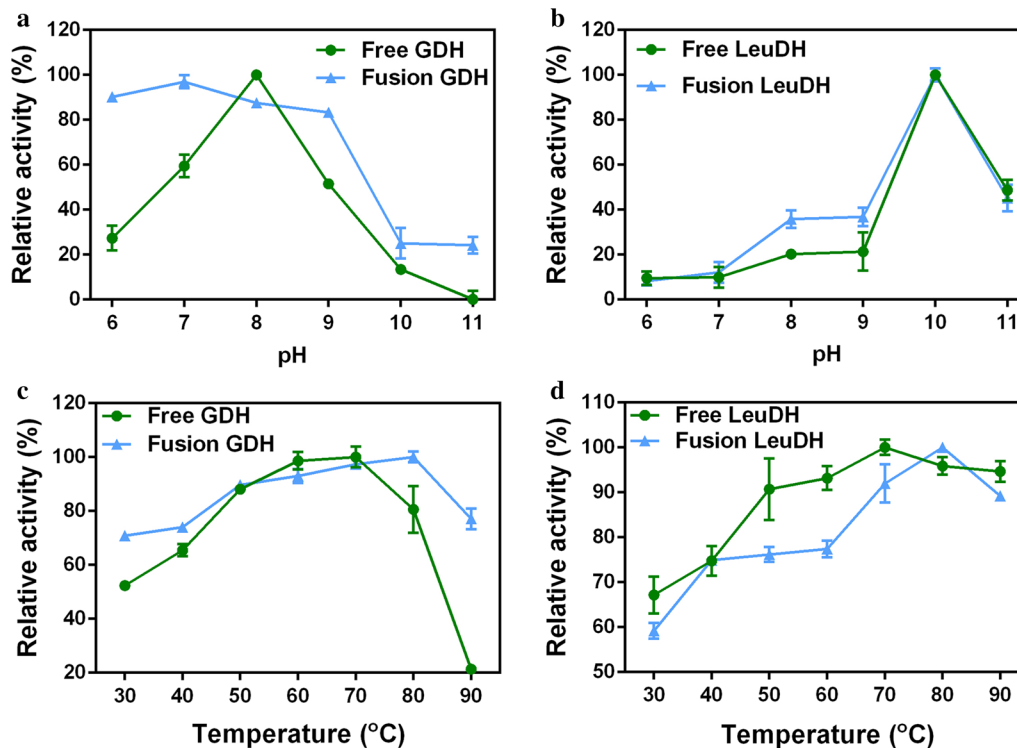 a
Relative activity (%)
120
100
80
60
40
20
0
Free GDH
Fusion GDH
6 7 8 9 10 11
pH
b
Relative activity (%)
120
100
80
60
40
20
0
Free LeuDH
Fusion LeuDH
6 7 8 9 10 11
pH
c
Relative activity (%)
120
100
80
60
40
20
Free GDH
Fusion GDH
30 40 50 60 70 80 90
Temperature (°C)
d
Relative activity (%)
110
100
90
80
70
60
50
Free LeuDH
Fusion LeuDH
30 40 50 60 70 80 90
Temperature (°C)